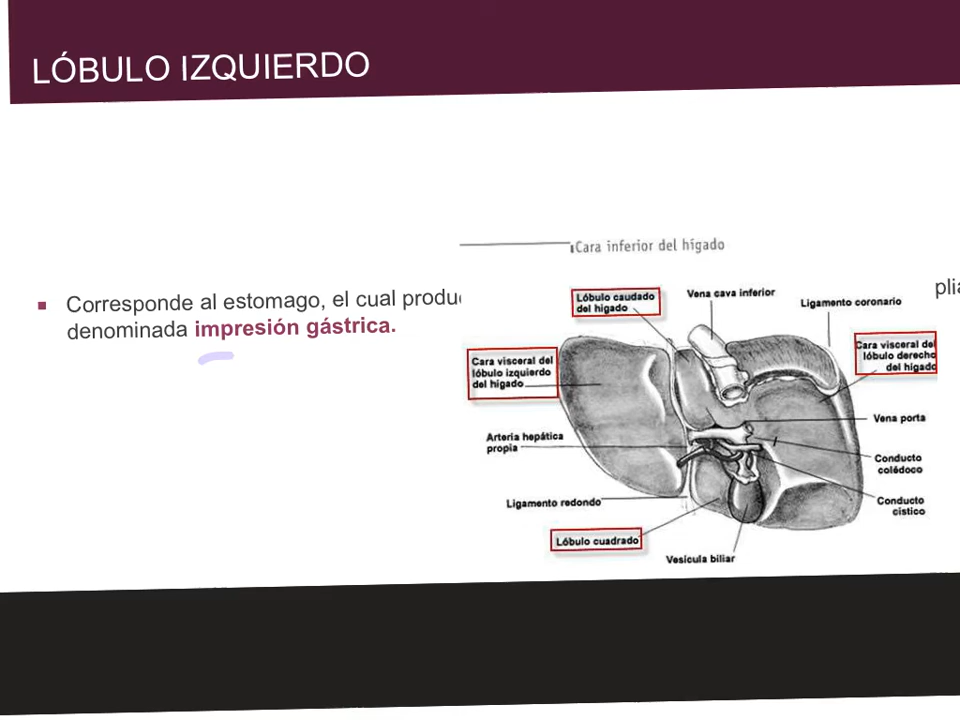 LÓBULO IZQUIERDO
Corresponde al estomago, el cual
denominada impresión gástrica.
Cara inferior del hígado
Lóbulo caudado
del hígado
Vena cava inferior
Ligamento coronario
Cara visceral del
lóbulo derecho
del hígado
Cara visceral del
lóbulo izquierdo
del hígado
Vena porta
Arteria hepática
propia
Conducto
colédoco
Conducto
cístico
Ligamento redondo
Lóbulo cuadrado
Vesícula biliar